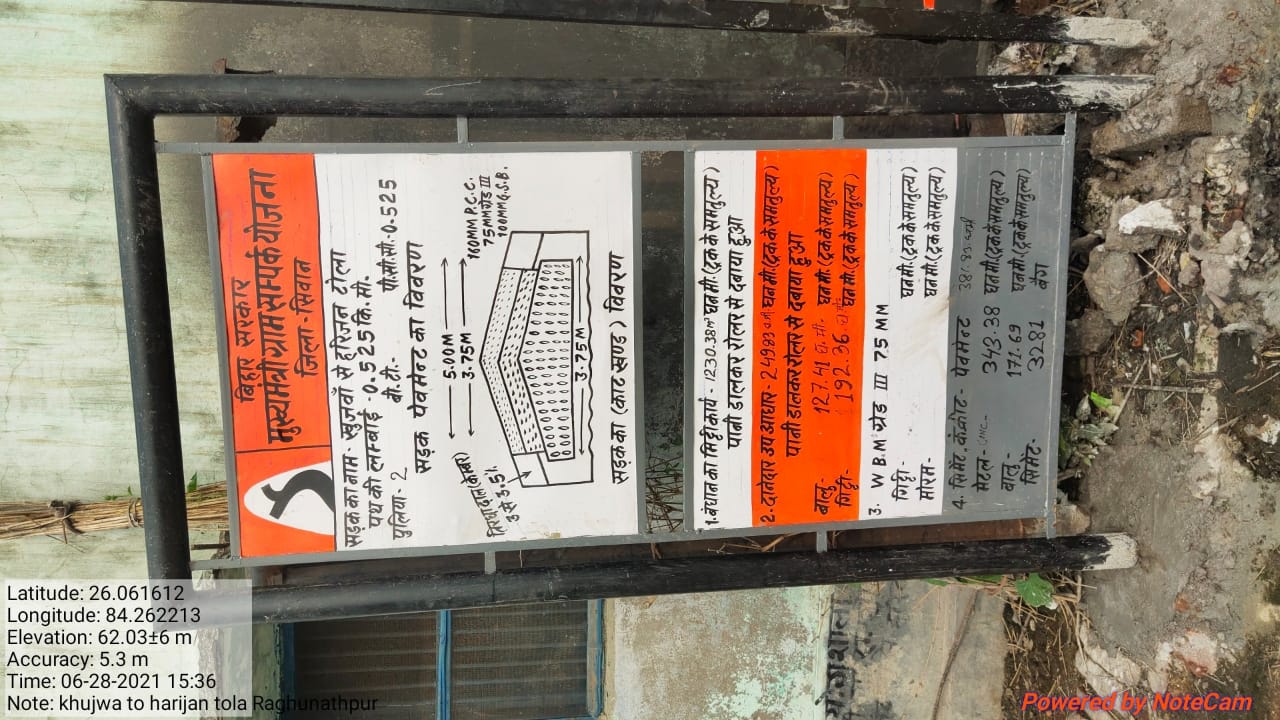 बिहार सरकार
मुख्यमंत्री ग्राम सम्पर्क योजना
जिला-सिवान
सड़क का नाम- खुजवाँ से हरिजन टोला
पथ की लम्बाई- 0.525 कि.मी.
पुलिया- 2 बी.टी.- पी.सी.सी.-0.525
सड़क पेवमेन्ट का विवरण
5.00M
3.75M
160MM P.C.C.
75MM ग्रेड III
100MM G.S.B.
3 से 3.5%
3.75M
सड़क का (काट खण्ड) विवरण
1. बंधान का मिट्टी कार्य- 1230.38 M³ घन मी. (ट्रक के समतुल्य)
पानी डालकर रोलर से दबाया हुआ
2. दानेदार उप आधार- 249.83 घन मी. (ट्रक के समतुल्य)
पानी डालकर रोलर से दबाया हुआ
बालु- 127.41 घ.मी. घन मी. (ट्रक के समतुल्य)
गिट्टी- 192.36 घन मी. (ट्रक के समतुल्य)
3. W.B.M ग्रेड III 75 MM
गिट्टी- घन मी. (ट्रक के समतुल्य)
मोरम- घन मी. (ट्रक के समतुल्य)
4. सिमेंट कंक्रीट- पेवमेंट
मेटल- 343.38 घन मी. (ट्रक के समतुल्य)
बालु- 171.69 घन मी. (ट्रक के समतुल्य)
सिमेंट- 3281 बैग
Latitude: 26.061612
Longitude: 84.262213
Elevation: 62.03±6 m
Accuracy: 5.3 m
Time: 06-28-2021 15:36
Note: khujwa to harijan tola Raghunathpur
Powered by NoteCam